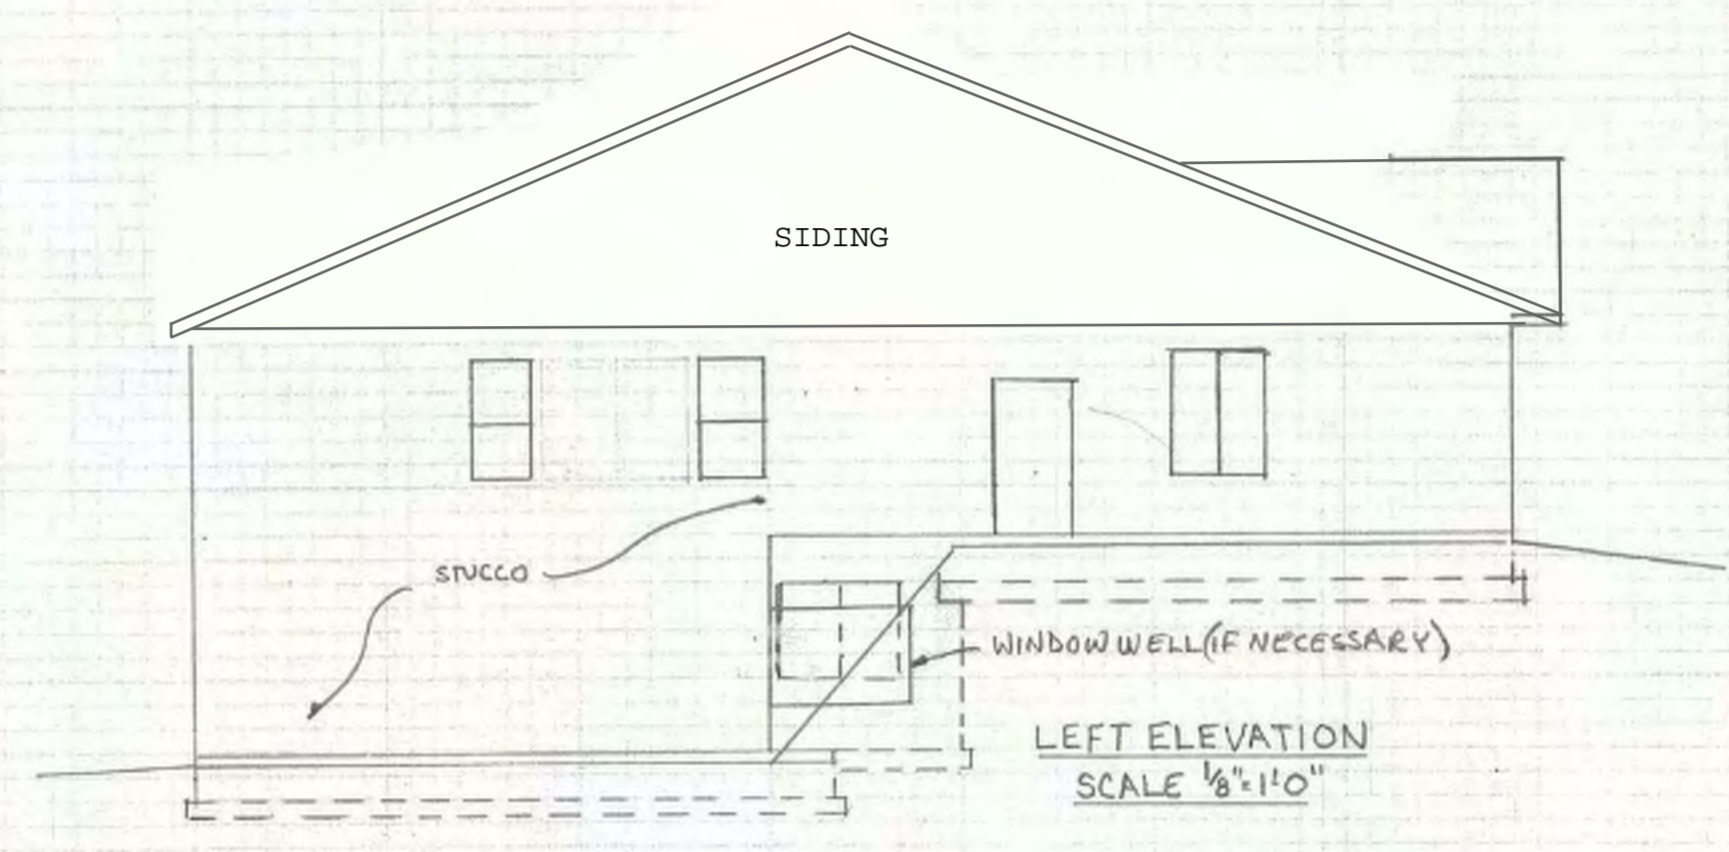 SIDING
STUCCO
WINDOW WELL (IF NECESSARY)
LEFT ELEVATION
SCALE 1/8"=1'0"